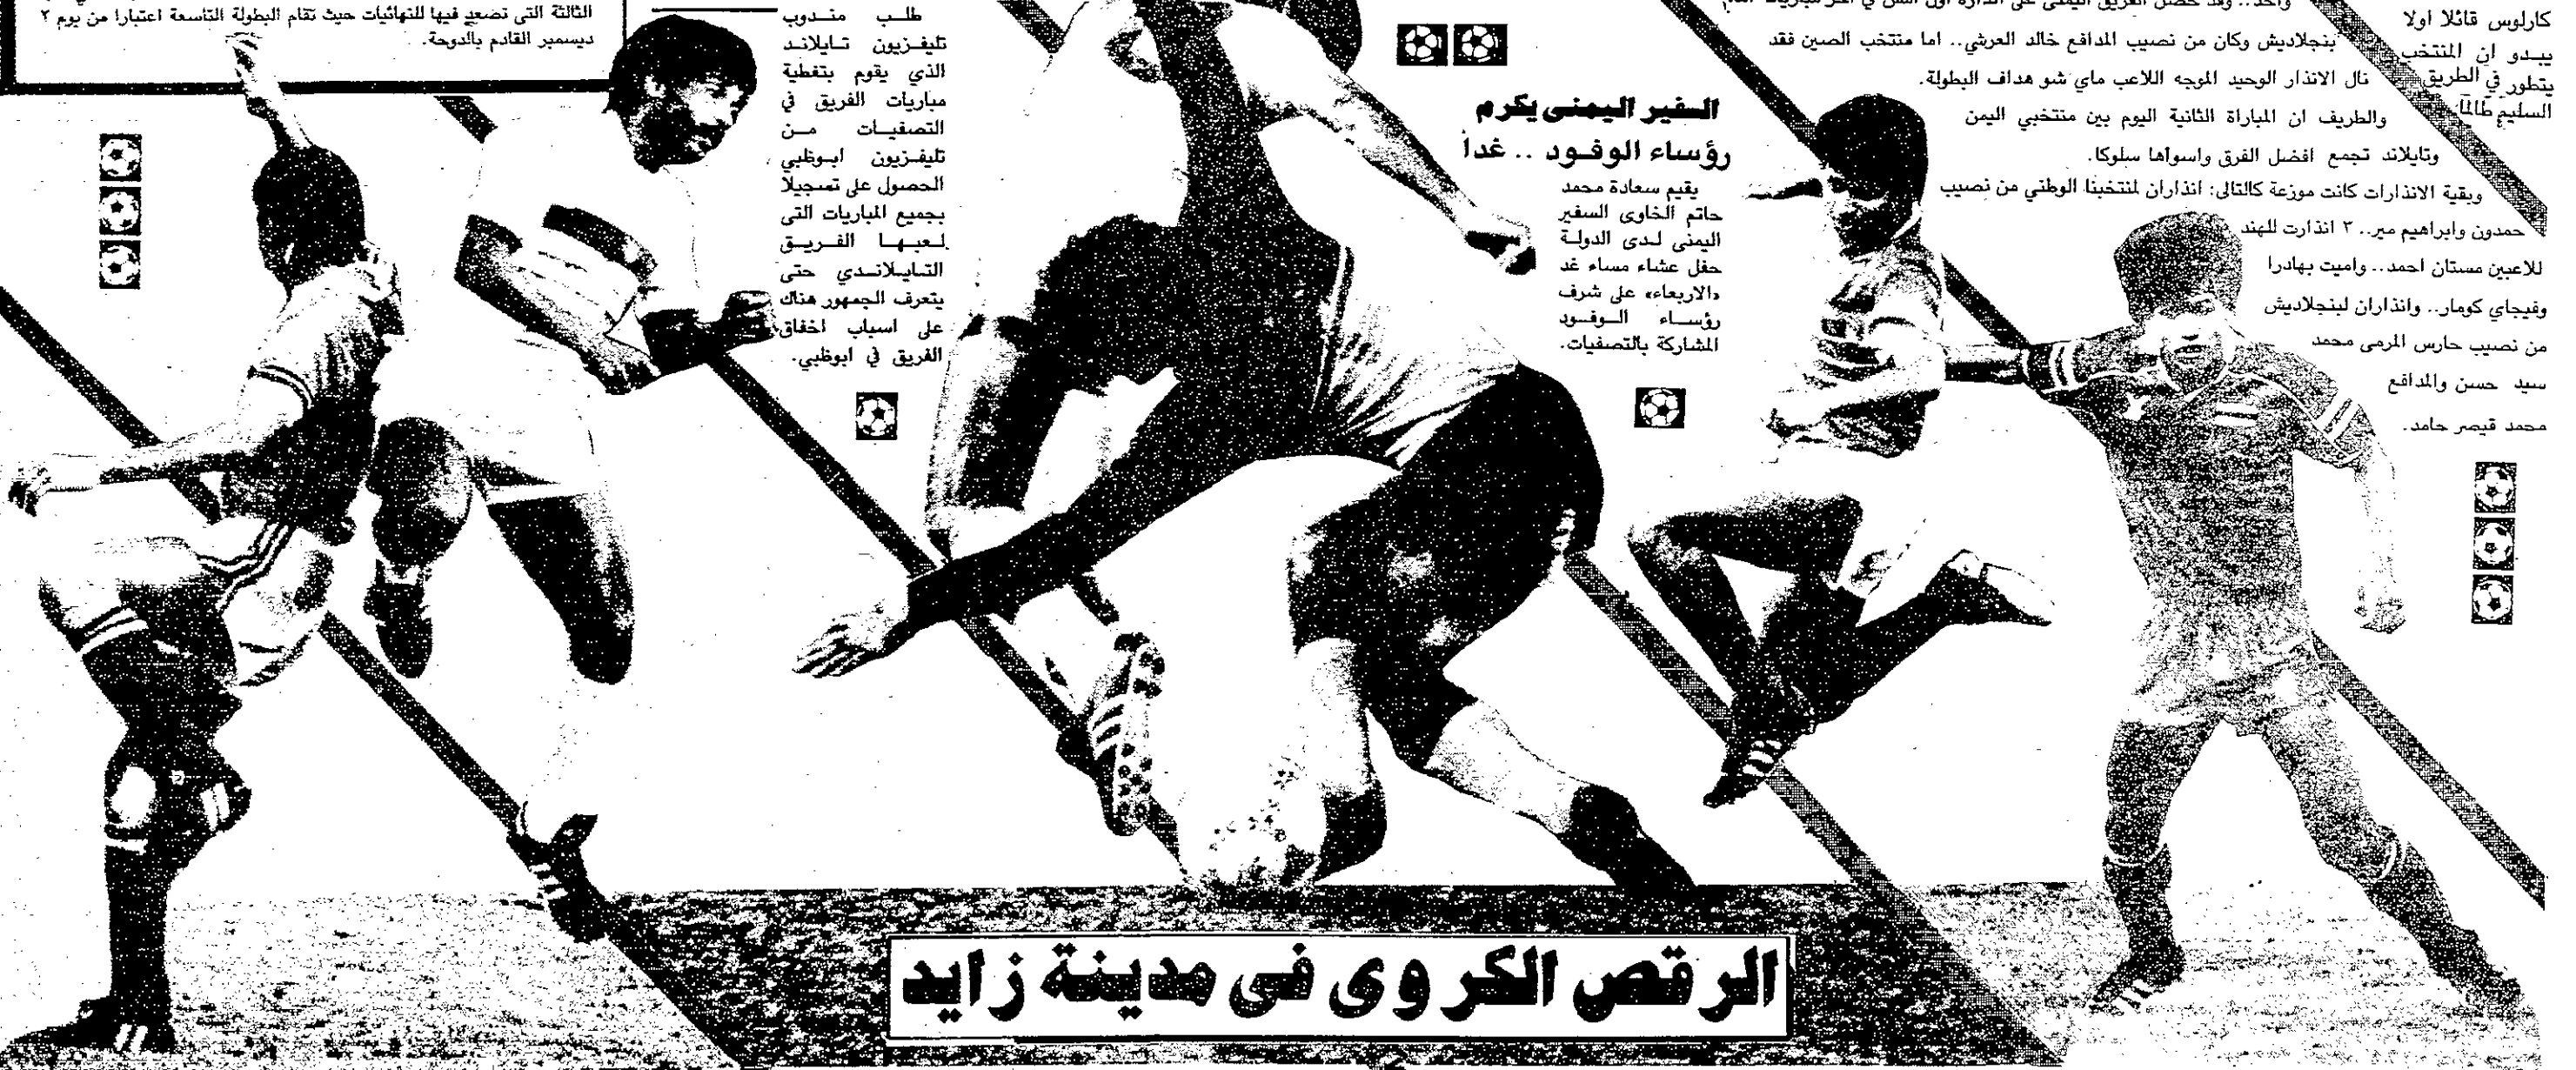 كارلوس قائلا اولا
يبدو ان المنتخب
يتطور في الطريق
السليم طالما
بنجلاديش وكان من نصيب المدافع خالد العرشي.. اما منتخب الصين فقد
نال الانذار الوحيد الموجه اللاعب ماي شو هداف البطولة.
والطريف ان المباراة الثانية اليوم بين منتخبي اليمن
وتايلاند تجمع افضل الفرق واسواها سلوكا.
وبقية الانذارات كانت موزعة كالتالي: انذاران لمنتخبنا الوطني من نصيب
حمدون وابراهيم مير.. ٣ انذارت للهند
للاعبين مستان احمد.. واميت بهادرا
وفيجاي كومار.. وانذاران لبنجلاديش
من نصيب حارس المرمى محمد
سيد حسن والمدافع
محمد قيصر حامد.
السفير اليمنى يكرم
رؤساء الوفود .. غدا
يقيم سعادة محمد
حاتم الخاوى السفير
اليمنى لدى الدولة
حفل عشاء مساء غد
«الاربعاء» على شرف
رؤساء الوفود
المشاركة بالتصفيات.
طلب مندوب
تليفزيون تايلاند
الذي يقوم بتغطية
مباريات الفريق في
التصفيات من
تليفزيون ابوظبي
الحصول على تسجيلا
بجميع المباريات التى
لعبها الفريق
التايلاندي حتى
يتعرف الجمهور هناك
على اسباب اخفاق
الفريق في ابوظبي.
الثالثة التى تصعد فيها للنهائيات حيث تقام البطولة التاسعة اعتبارا من يوم ٢
ديسمبر القادم بالدوحة.
الرقص الكروى فى مدينة زايد